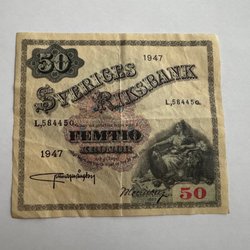 50 1947
SVERIGES
RIKSBANK
L,584450.
L,584450.
FEMTIO
KRONOR
1947
50